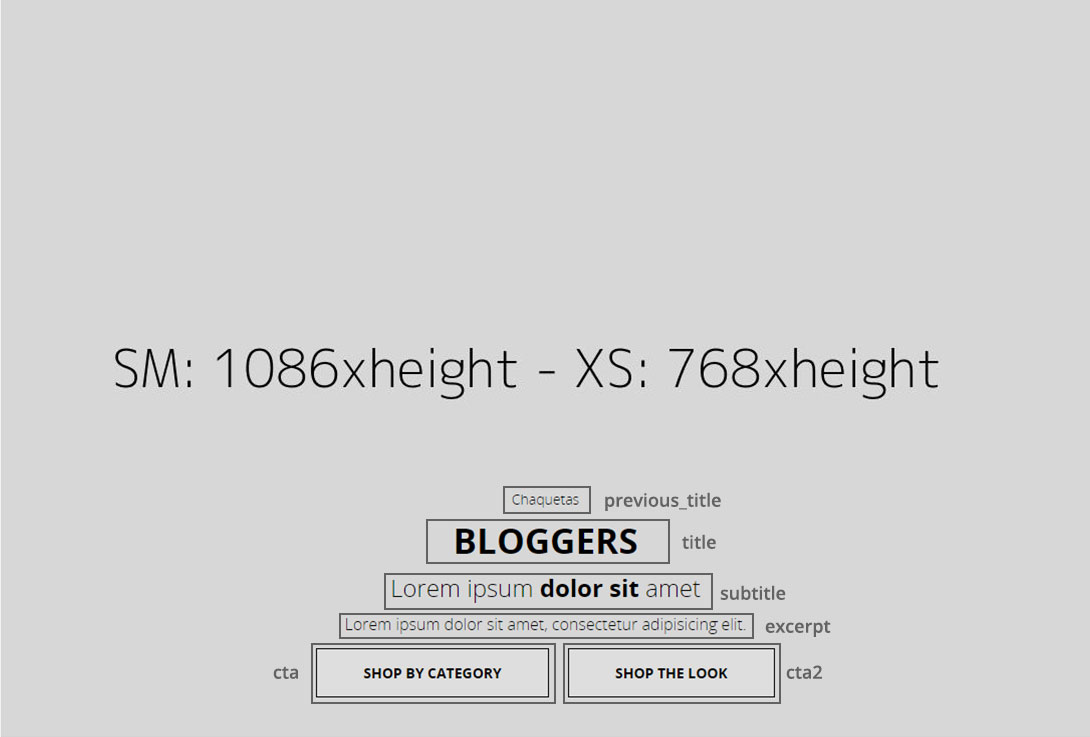 SM: 1086xheight - XS: 768xheight
Chaquetas previous_title
BLOGGERS title
Lorem ipsum dolor sit amet subtitle
Lorem ipsum dolor sit amet, consectetur adipisicing elit. excerpt
cta SHOP BY CATEGORY SHOP THE LOOK cta2